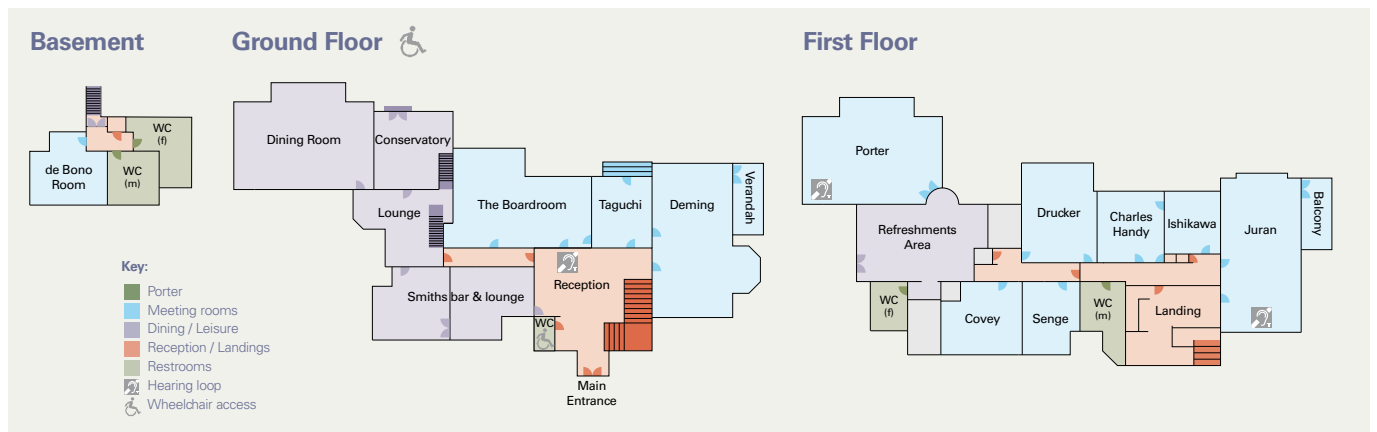 Basement
Ground Floor
First Floor
de Bono
Room
WC
(f)
WC
(m)
Key:
Porter
Meeting rooms
Dining / Leisure
Reception / Landings
Restrooms
Hearing loop
Wheelchair access
Dining Room
Conservatory
Lounge
The Boardroom
Taguchi
Deming
Verandah
Smiths bar & lounge
Reception
WC
Main
Entrance
Porter
Refreshments
Area
Drucker
Charles
Handy
Ishikawa
Juran
Balcony
WC
(f)
Covey
Senge
WC
(m)
Landing